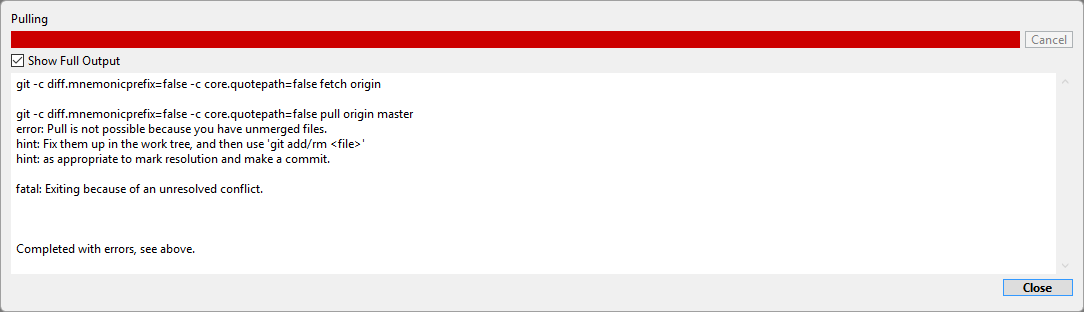 Pulling
Cancel
Show Full Output
git -c diff.mnemonicprefix=false -c core.quotepath=false fetch origin
git -c diff.mnemonicprefix=false -c core.quotepath=false pull origin master
error: Pull is not possible because you have unmerged files.
hint: Fix them up in the work tree, and then use 'git add/rm <file>'
hint: as appropriate to mark resolution and make a commit.
fatal: Exiting because of an unresolved conflict.
Completed with errors, see above.
Close